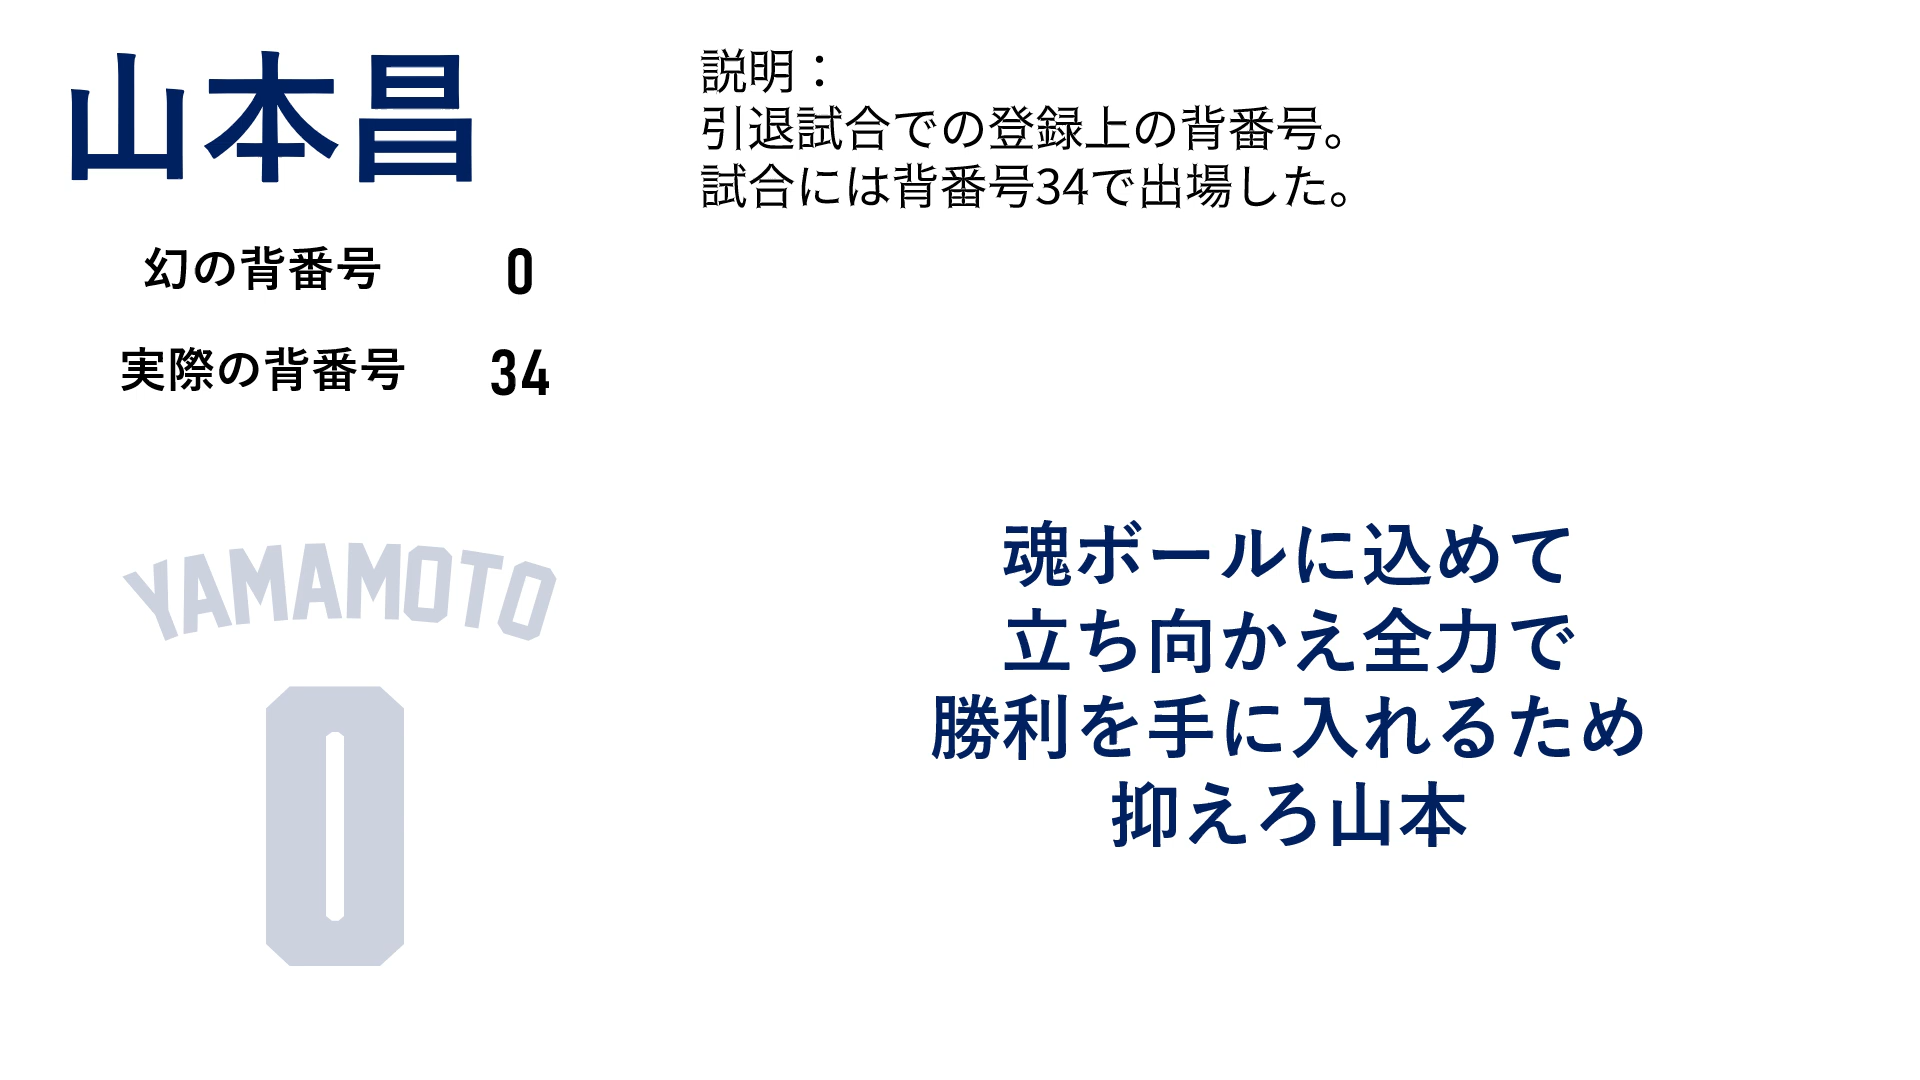 山本昌
説明：
引退試合での登録上の背番号。
試合には背番号34で出場した。
幻の背番号 0
実際の背番号 34
YAMAMOTO
0
魂ボールに込めて
立ち向かえ全力で
勝利を手に入れるため
抑えろ山本